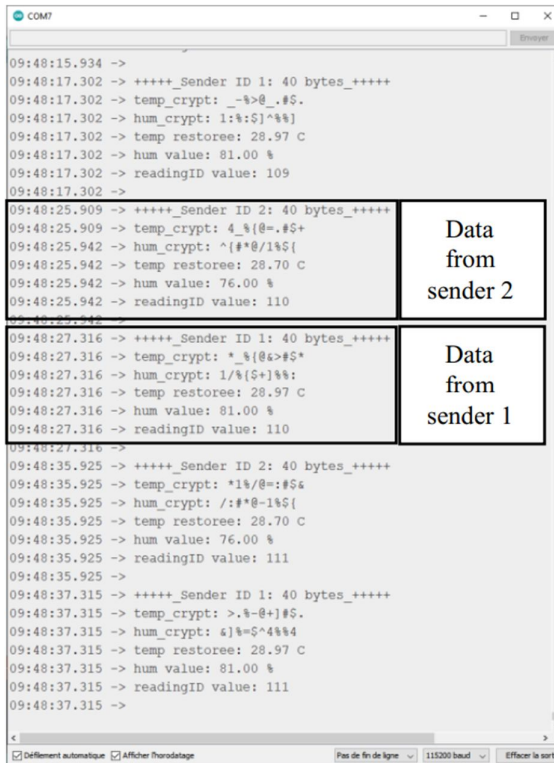 COM7
Envoyer
09:48:15.934 ->
09:48:17.302 -> +++++_Sender ID 1: 40 bytes_+++++
09:48:17.302 -> temp_crypt: _-%>@_.#$.
09:48:17.302 -> hum_crypt: 1:%:$]^%%]
09:48:17.302 -> temp restoree: 28.97 C
09:48:17.302 -> hum value: 81.00 %
09:48:17.302 -> readingID value: 109
09:48:17.302 ->
09:48:25.909 -> +++++_Sender ID 2: 40 bytes_+++++
09:48:25.909 -> temp_crypt: 4_%{@=.#$+
09:48:25.942 -> hum_crypt: ^{#*@/1%${
09:48:25.942 -> temp restoree: 28.70 C
09:48:25.942 -> hum value: 76.00 %
09:48:25.942 -> readingID value: 110
Data
from
sender 2
09:48:25.942 ->
09:48:27.316 -> +++++_Sender ID 1: 40 bytes_+++++
09:48:27.316 -> temp_crypt: *_%{@&>#$*
09:48:27.316 -> hum_crypt: 1/%{$+]%%:
09:48:27.316 -> temp restoree: 28.97 C
09:48:27.316 -> hum value: 81.00 %
09:48:27.316 -> readingID value: 110
Data
from
sender 1
09:48:27.316 ->
09:48:35.925 -> +++++_Sender ID 2: 40 bytes_+++++
09:48:35.925 -> temp_crypt: *1%/@=:#$&
09:48:35.925 -> hum_crypt: /:#*@-1%${
09:48:35.925 -> temp restoree: 28.70 C
09:48:35.925 -> hum value: 76.00 %
09:48:35.925 -> readingID value: 111
09:48:35.925 ->
09:48:37.315 -> +++++_Sender ID 1: 40 bytes_+++++
09:48:37.315 -> temp_crypt: >.%-@+]#$.
09:48:37.315 -> hum_crypt: &]%=$^4%%4
09:48:37.315 -> temp restoree: 28.97 C
09:48:37.315 -> hum value: 81.00 %
09:48:37.315 -> readingID value: 111
09:48:37.315 ->
Défilement automatique Afficher l'horodatage Pas de fin de ligne 115200 baud Effacer la sort